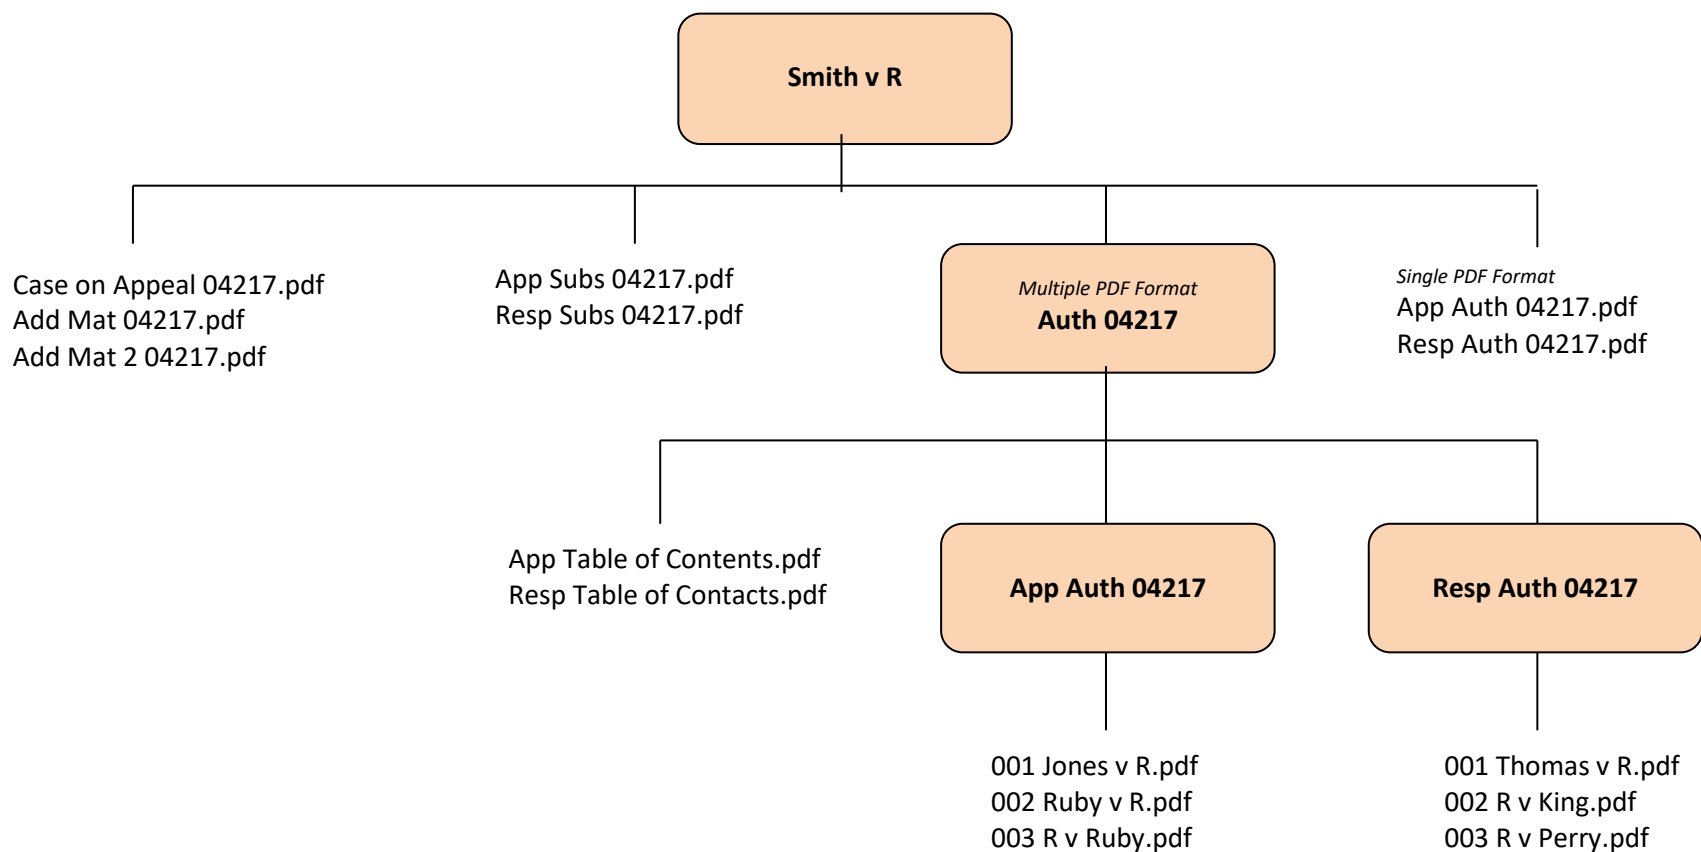 Smith v R
Case on Appeal 04217.pdf
Add Mat 04217.pdf
Add Mat 2 04217.pdf
App Subs 04217.pdf
Resp Subs 04217.pdf
Multiple PDF Format
Auth 04217
Single PDF Format
App Auth 04217.pdf
Resp Auth 04217.pdf
App Table of Contents.pdf
Resp Table of Contacts.pdf
App Auth 04217
Resp Auth 04217
001 Jones v R.pdf
002 Ruby v R.pdf
003 R v Ruby.pdf
001 Thomas v R.pdf
002 R v King.pdf
003 R v Perry.pdf